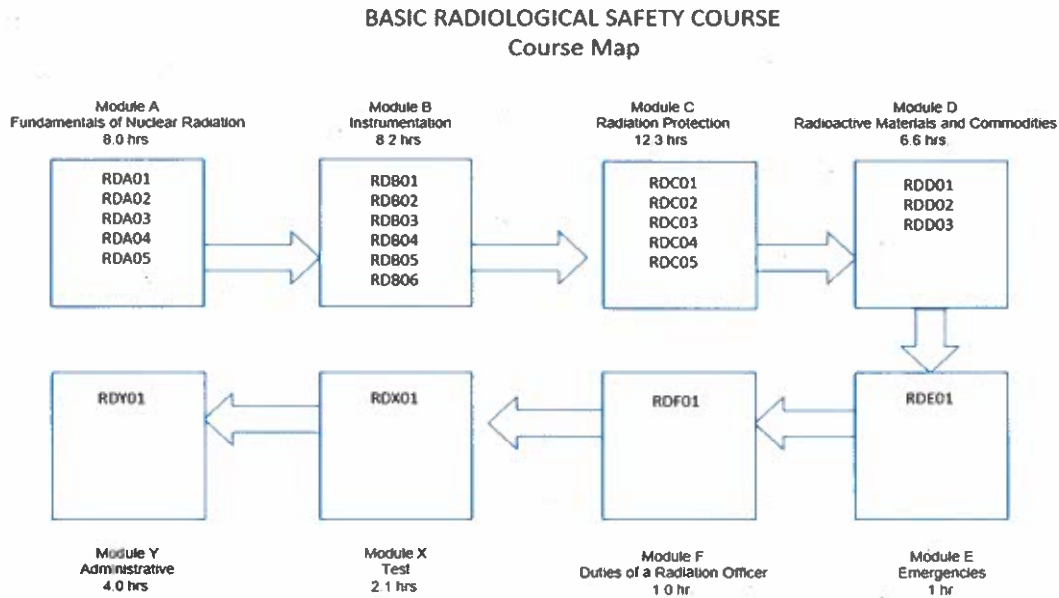 BASIC RADIOLOGICAL SAFETY COURSE
Course Map
Module A
Fundamentals of Nuclear Radiation
8.0 hrs
RDA01
RDA02
RDA03
RDA04
RDA05
Module B
Instrumentation
8.2 hrs
RDB01
RDB02
RDB03
RDB04
RDB05
RDB06
Module C
Radiation Protection
12.3 hrs
RDC01
RDC02
RDC03
RDC04
RDC05
Module D
Radioactive Materials and Commodities
6.6 hrs
RDD01
RDD02
RDD03
RDE01
Module E
Emergencies
1 hr
RDF01
Module F
Duties of a Radiation Officer
1.0 hr
RDX01
Module X
Test
2.1 hrs
RDY01
Module Y
Administrative
4.0 hrs